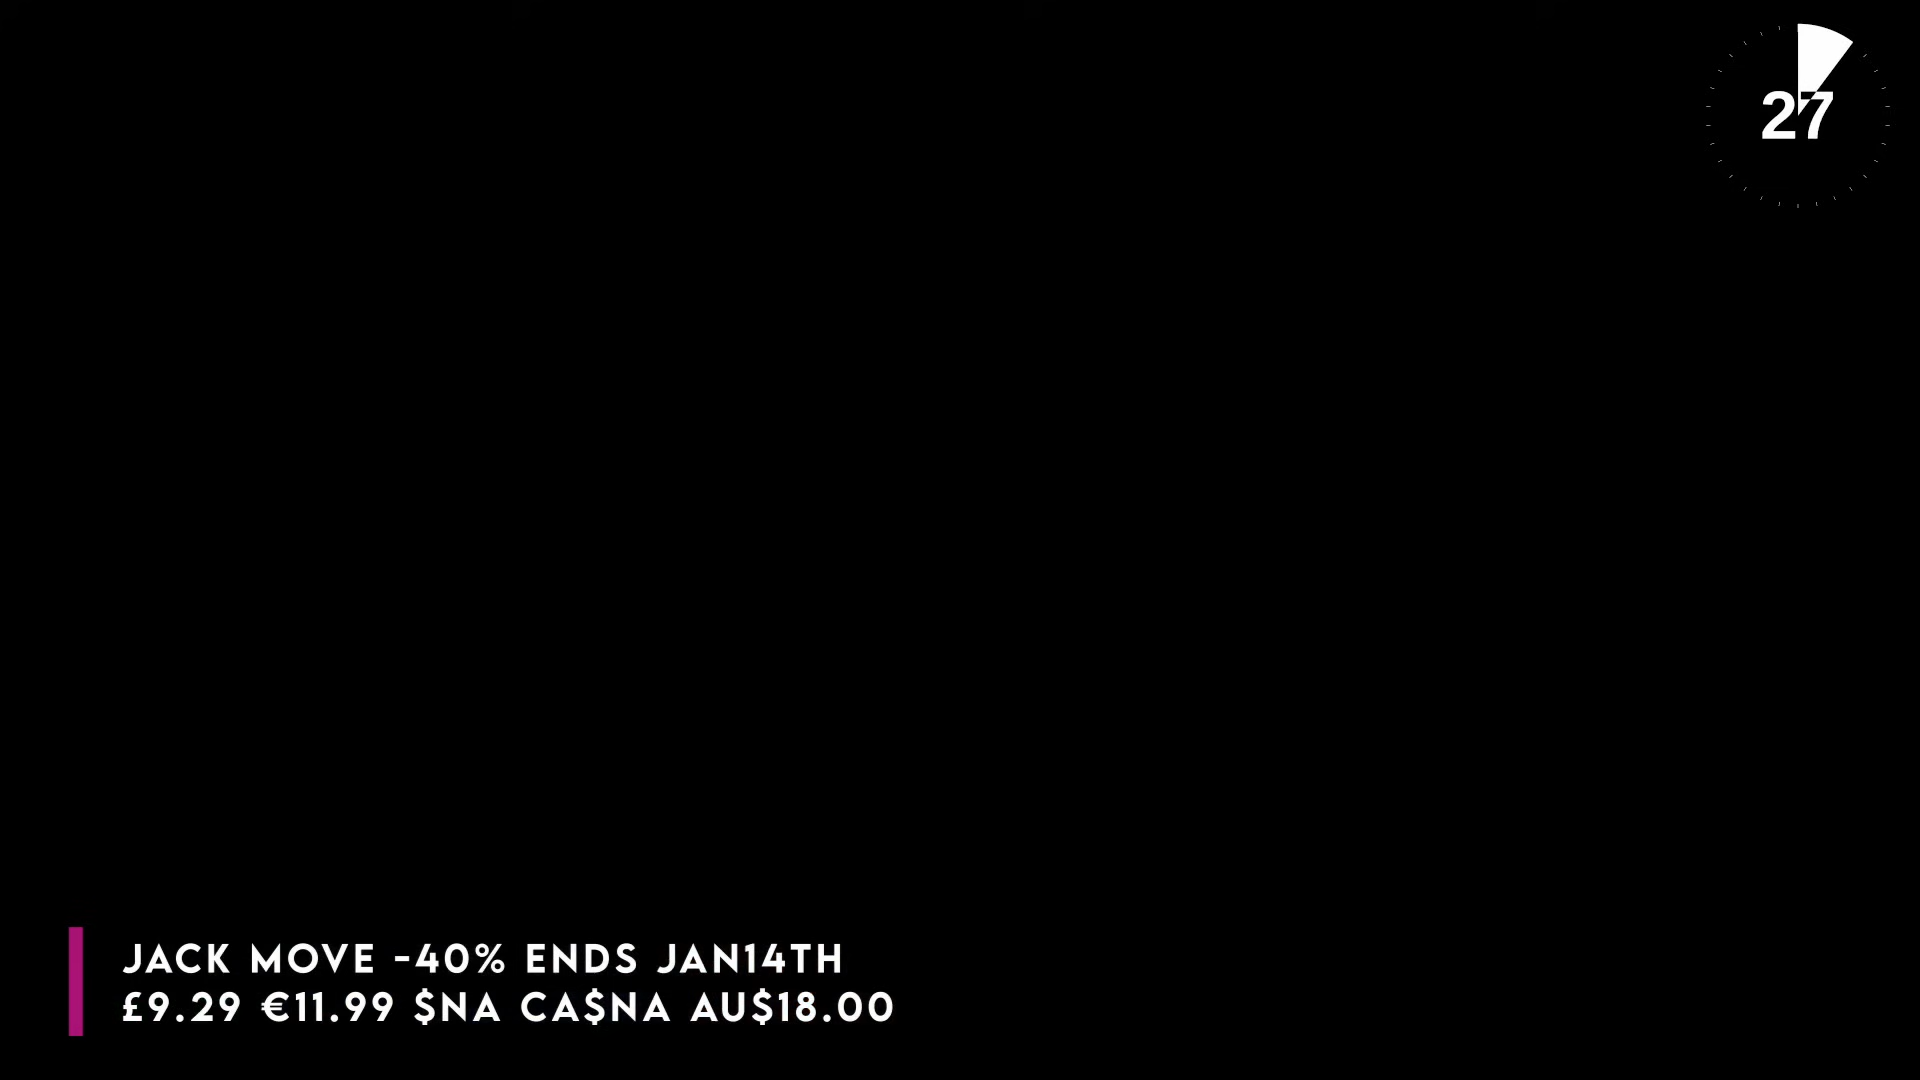 27
JACK MOVE -40% ENDS JAN14TH
£9.29 €11.99 $NA CA$NA AU$18.00